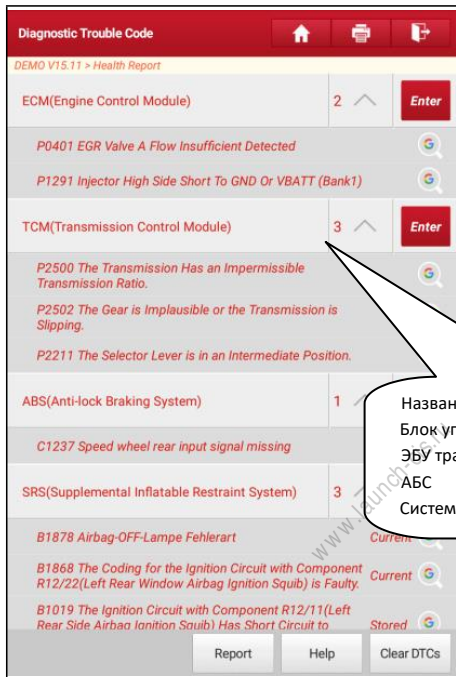 Diagnostic Trouble Code
DEMO V15.11 > Health Report
ECM(Engine Control Module) 2 Enter
P0401 EGR Valve A Flow Insufficient Detected
P1291 Injector High Side Short To GND Or VBATT (Bank1)
TCM(Transmission Control Module) 3 Enter
P2500 The Transmission Has an Impermissible
Transmission Ratio.
P2502 The Gear is Implausible or the Transmission is
Slipping.
P2211 The Selector Lever is in an Intermediate Position.
ABS(Anti-lock Braking System) 1
C1237 Speed wheel rear input signal missing
SRS(Supplemental Inflatable Restraint System) 3
Назван
Блок уп
ЭБУ тра
АБС
Систем
B1878 Airbag-OFF-Lampe Fehlerart Current
B1868 The Coding for the Ignition Circuit with Component
R12/22(Left Rear Window Airbag Ignition Squib) is Faulty. Current
B1019 The Ignition Circuit with Component R12/11(Left
Rear Side Airbag Ignition Squib) Has Short Circuit to Stored
Report Help Clear DTCs